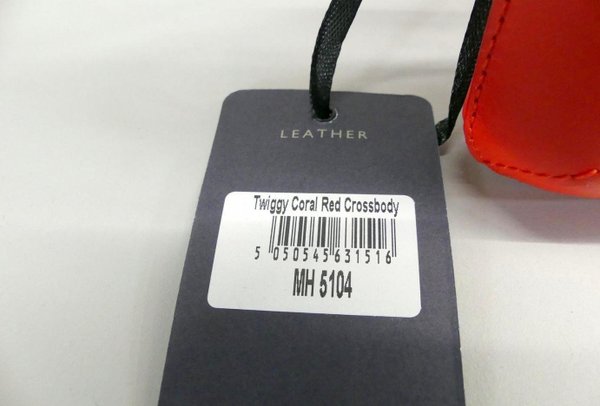 LEATHER
Twiggy Coral Red Crossbody
5 050545 631516
MH 5104